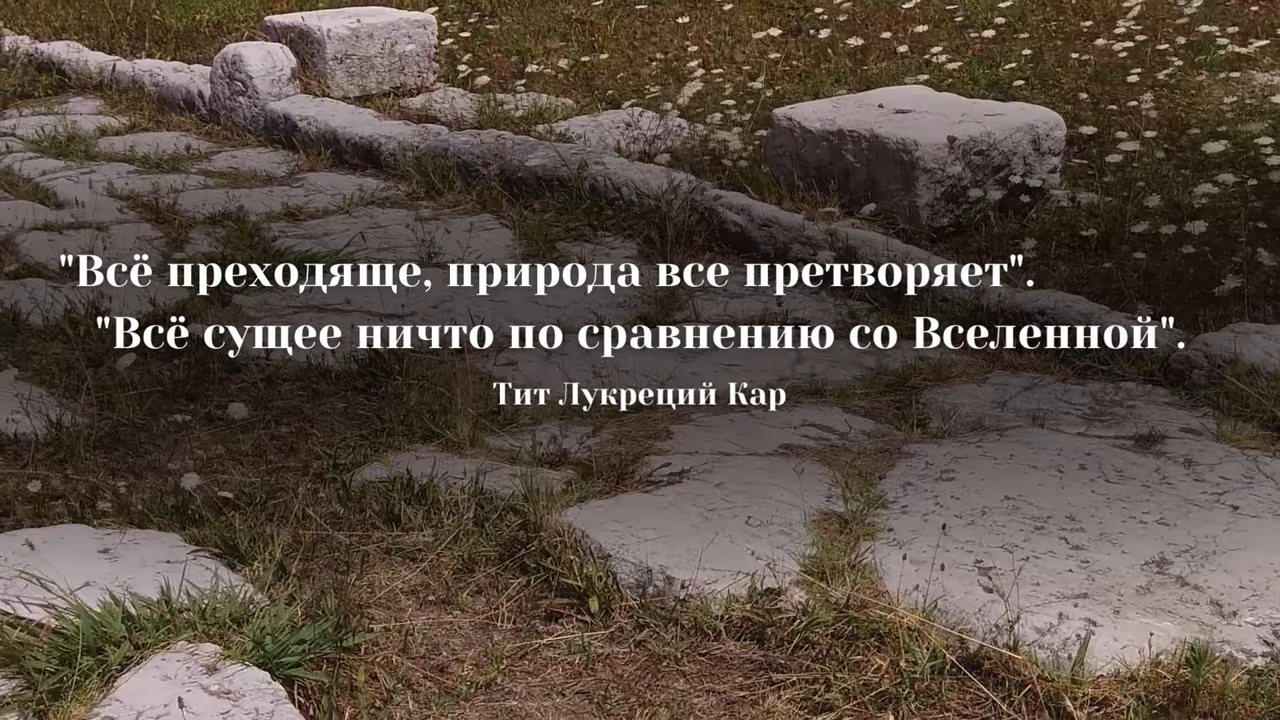 "Всё преходяще, природа все претворяет".
"Всё сущее ничто по сравнению со Вселенной".
Тит Лукреций Кар